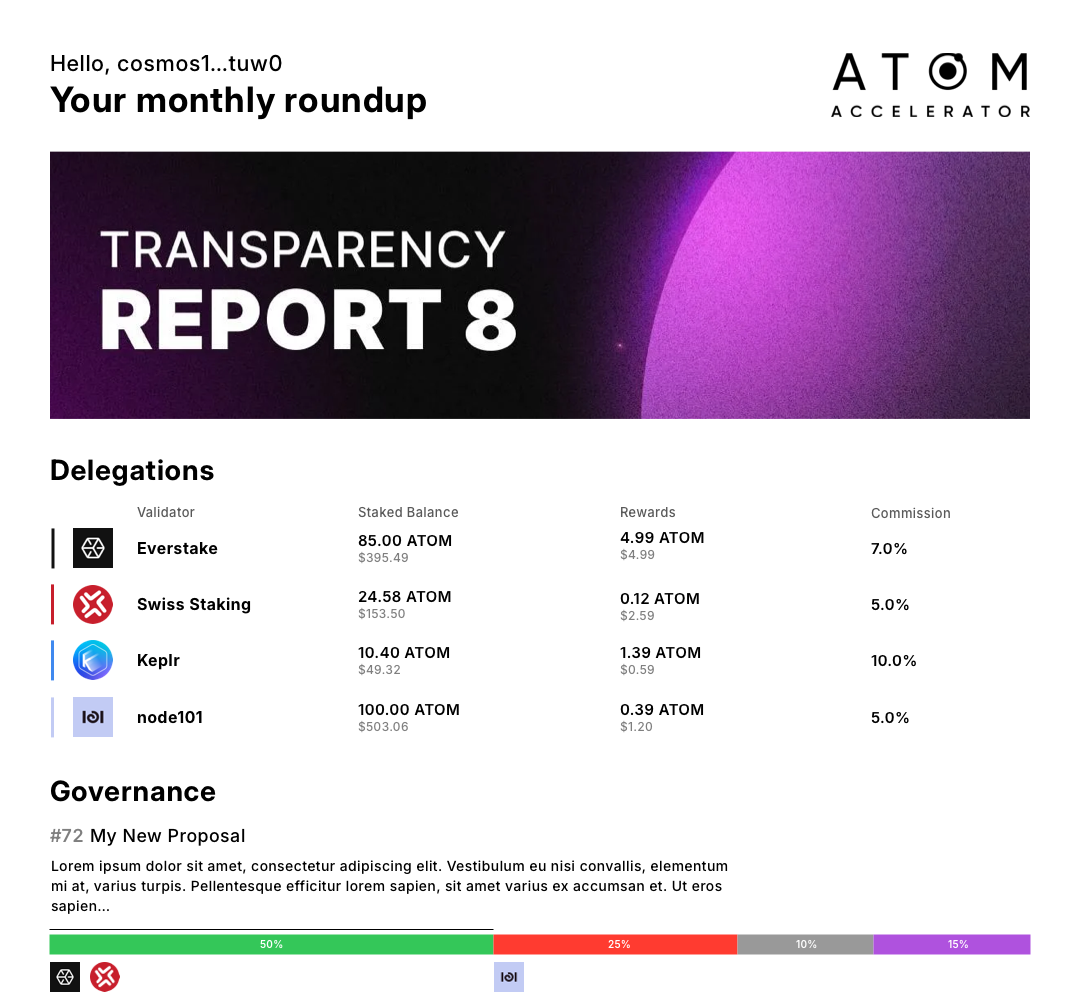 Hello, cosmos1...tuw0
Your monthly roundup
ATOM
ACCELERATOR
TRANSPARENCY
REPORT 8
Delegations
Validator Staked Balance Rewards Commission
Everstake 85.00 ATOM 4.99 ATOM 7.0%
$395.49 $4.99
Swiss Staking 24.58 ATOM 0.12 ATOM 5.0%
$153.50 $2.59
Keplr 10.40 ATOM 1.39 ATOM 10.0%
$49.32 $0.59
node101 100.00 ATOM 0.39 ATOM 5.0%
$503.06 $1.20
Governance
#72 My New Proposal
Lorem ipsum dolor sit amet, consectetur adipiscing elit. Vestibulum eu nisi convallis, elementum
mi at, varius turpis. Pellentesque efficitur lorem sapien, sit amet varius ex accumsan et. Ut eros
sapien...
50% 25% 10% 15%